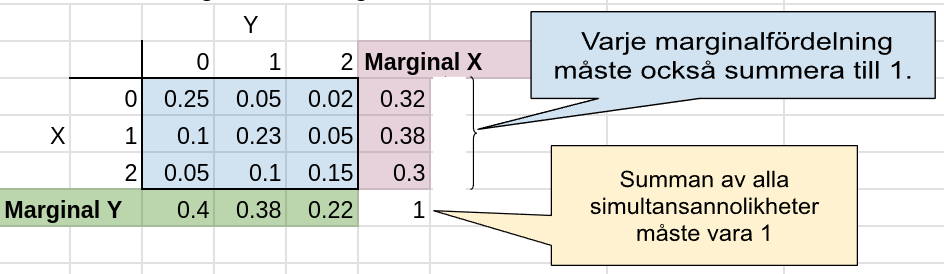 Y
0 1 2 Marginal X
0 0.25 0.05 0.02 0.32
X 1 0.1 0.23 0.05 0.38
2 0.05 0.1 0.15 0.3
Marginal Y 0.4 0.38 0.22 1
Varje marginalfördelning
måste också summera till 1.
Summan av alla
simultansannolikheter
måste vara 1